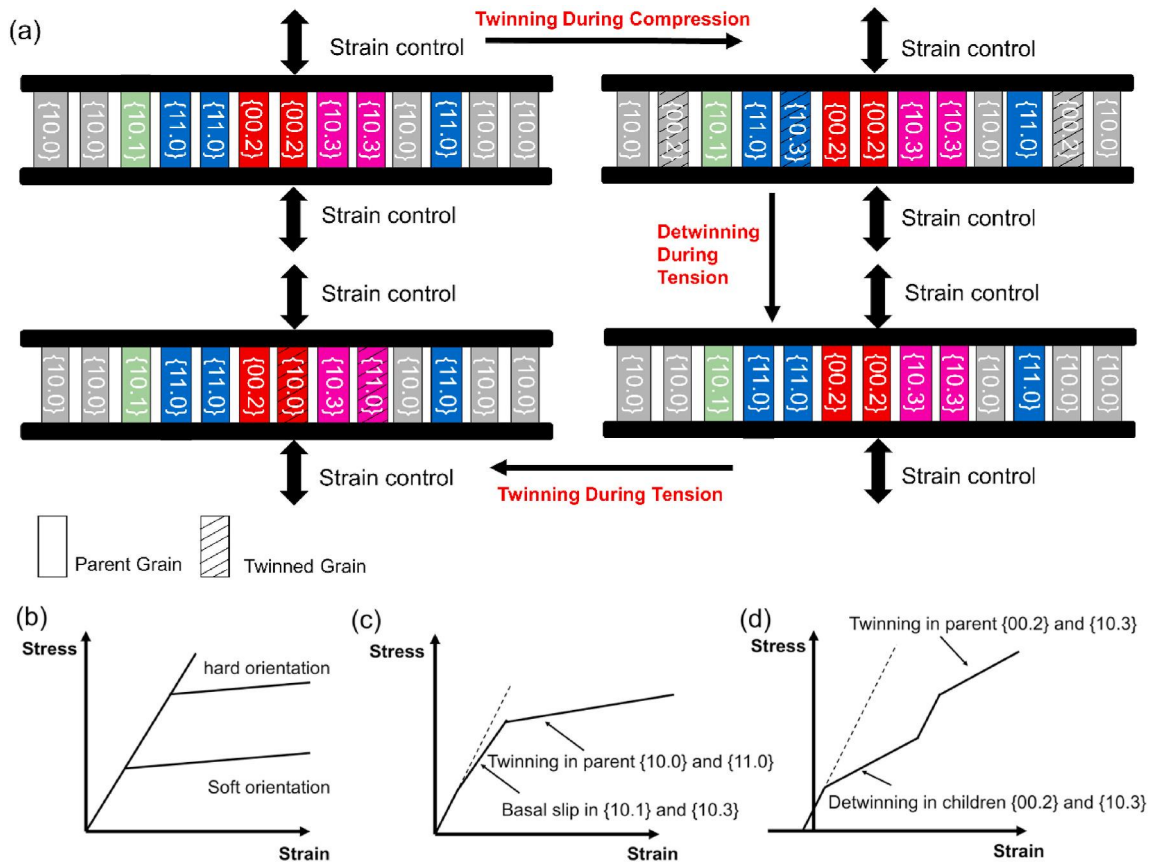 (a)
Twinning During Compression
Strain control
Strain control
{10.0} {10.0} {10.1} {11.0} {11.0} {00.2} {00.2} {10.3} {10.3} {10.0} {11.0} {10.0} {10.0}
{10.0} {00.2} {10.1} {11.0} {10.3} {00.2} {00.2} {10.3} {10.3} {10.0} {11.0} {00.2} {10.0}
Strain control
Strain control
Detwinning
During
Tension
Strain control
Strain control
{10.0} {10.0} {10.1} {11.0} {11.0} {00.2} {10.0} {10.3} {11.0} {10.0} {11.0} {10.0} {10.0}
{10.0} {10.0} {10.1} {11.0} {11.0} {00.2} {00.2} {10.3} {10.3} {10.0} {11.0} {10.0} {10.0}
Strain control
Strain control
Twinning During Tension
Parent Grain
Twinned Grain
(b)
Stress
hard orientation
Soft orientation
Strain
(c)
Stress
Twinning in parent {10.0} and {11.0}
Basal slip in {10.1} and {10.3}
Strain
(d)
Stress
Twinning in parent {00.2} and {10.3}
Detwinning in children {00.2} and {10.3}
Strain